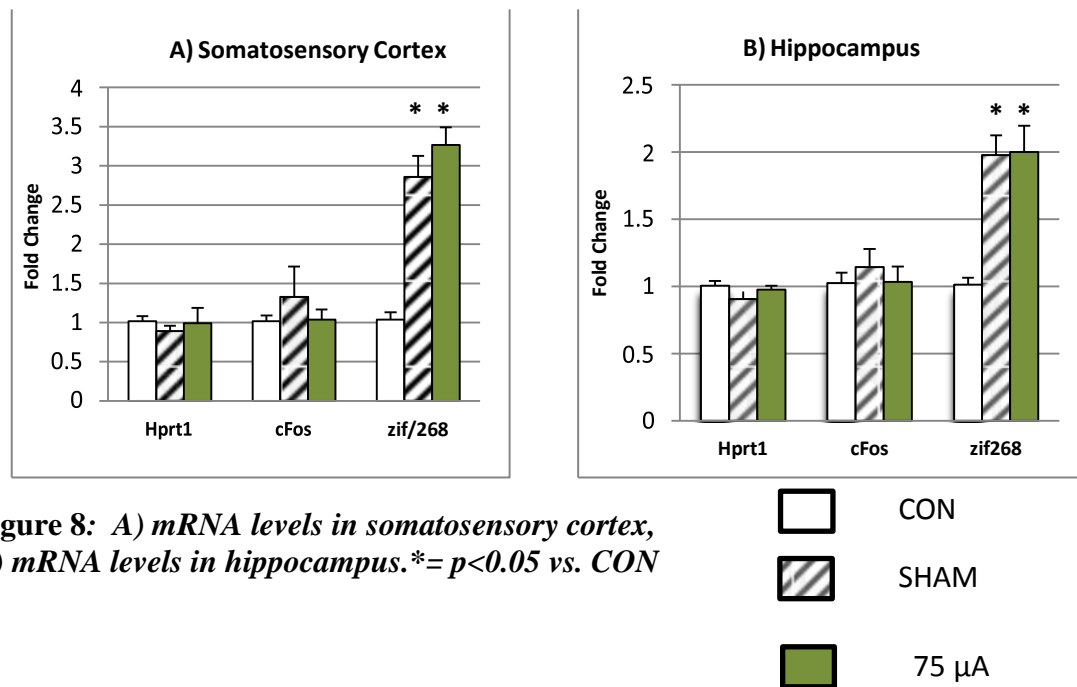 A) Somatosensory Cortex
4
3.5
3
2.5
2
1.5
1
0.5
0
Fold Change
* *
Hprt1 cFos zif/268
B) Hippocampus
2.5
2
1.5
1
0.5
0
Fold Change
* *
Hprt1 cFos zif268
gure 8: A) mRNA levels in somatosensory cortex,
) mRNA levels in hippocampus.*= p<0.05 vs. CON
CON
SHAM
75 µA